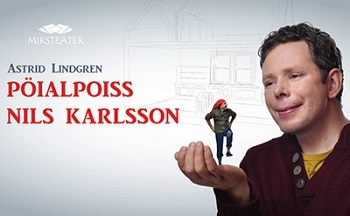 MIKSTEATER
ASTRID LINDGREN
PÖIALPOISS
NILS KARLSSON